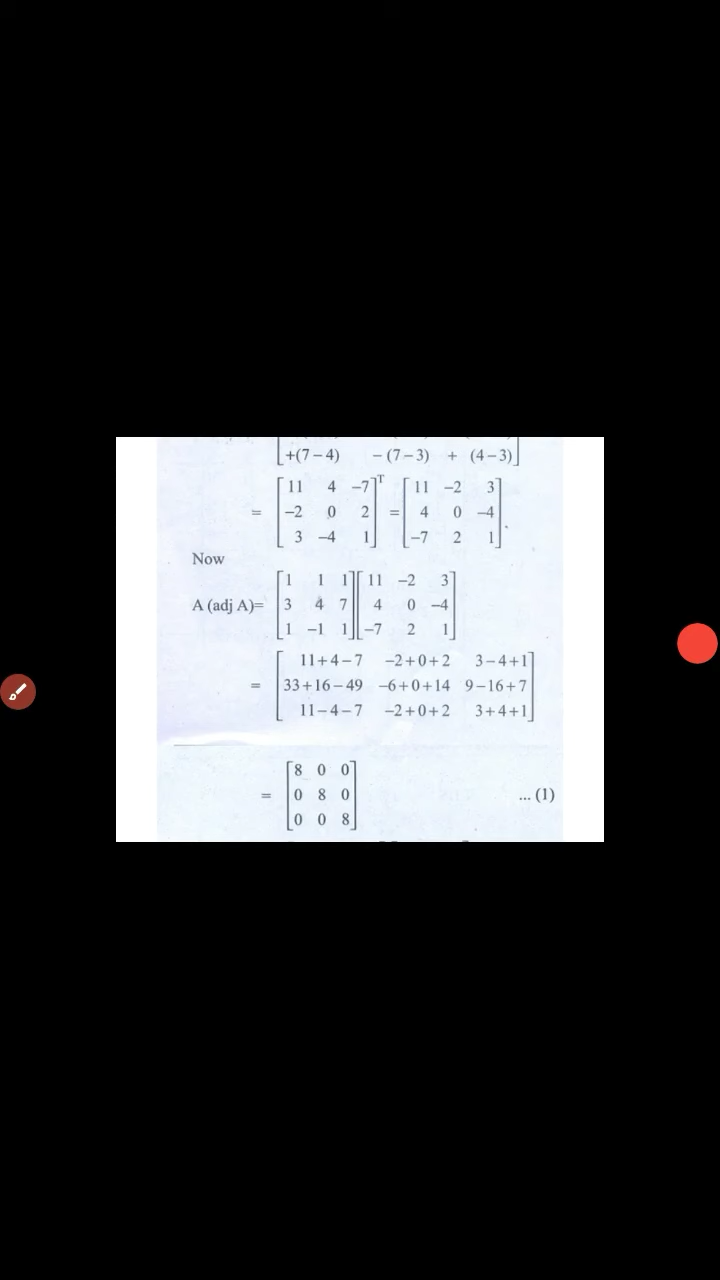 +(7−4) −(7−3) + (4−3)
= [11 4 −7; −2 0 2; 3 −4 1]ᵀ = [11 −2 3; 4 0 −4; −7 2 1].
Now
A (adj A)= [1 1 1; 3 4 7; 1 −1 1] [11 −2 3; 4 0 −4; −7 2 1]
= [11+4−7 −2+0+2 3−4+1; 33+16−49 −6+0+14 9−16+7; 11−4−7 −2+0+2 3+4+1]
= [8 0 0; 0 8 0; 0 0 8] ... (1)